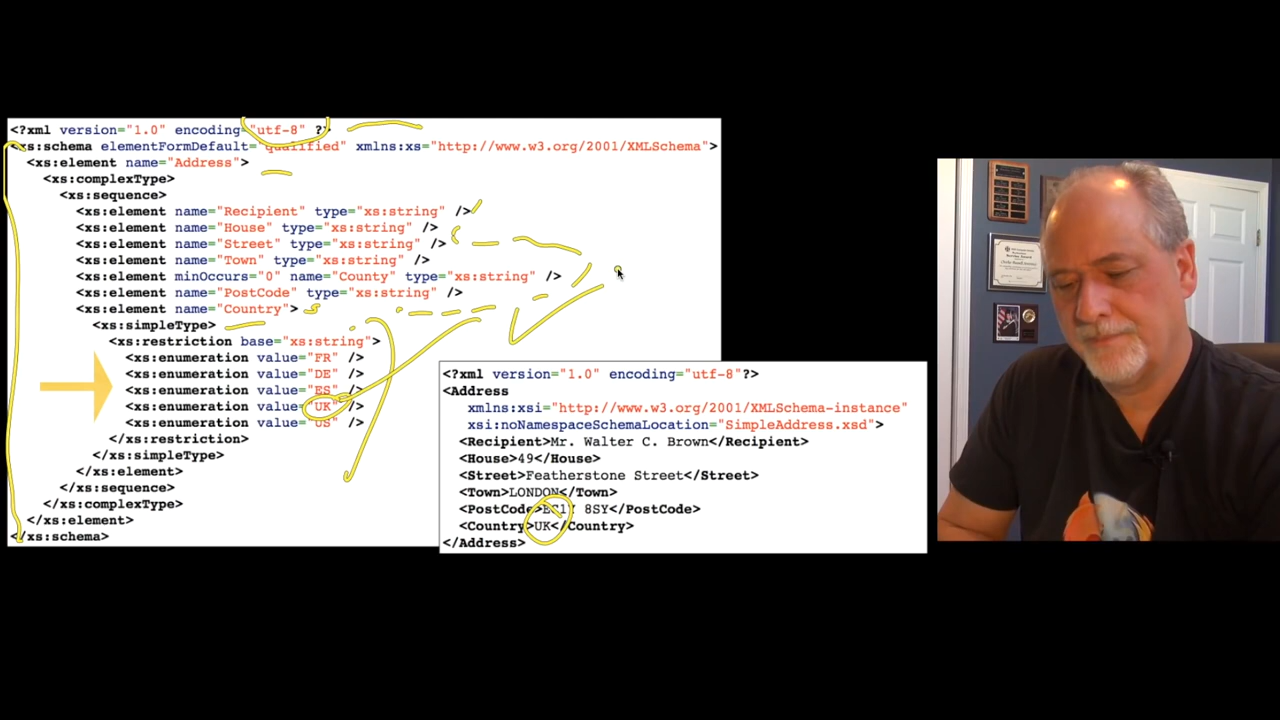 <?xml version="1.0" encoding="utf-8" ?>
<xs:schema elementFormDefault="qualified" xmlns:xs="http://www.w3.org/2001/XMLSchema">
<xs:element name="Address">
<xs:complexType>
<xs:sequence>
<xs:element name="Recipient" type="xs:string" />
<xs:element name="House" type="xs:string" />
<xs:element name="Street" type="xs:string" />
<xs:element name="Town" type="xs:string" />
<xs:element minOccurs="0" name="County" type="xs:string" />
<xs:element name="PostCode" type="xs:string" />
<xs:element name="Country">
<xs:simpleType>
<xs:restriction base="xs:string">
<xs:enumeration value="FR" />
<xs:enumeration value="DE" />
<xs:enumeration value="ES" />
<xs:enumeration value="UK" />
<xs:enumeration value="US" />
</xs:restriction>
</xs:simpleType>
</xs:element>
</xs:sequence>
</xs:complexType>
</xs:element>
</xs:schema>
<?xml version="1.0" encoding="utf-8"?>
<Address
xmlns:xsi="http://www.w3.org/2001/XMLSchema-instance"
xsi:noNamespaceSchemaLocation="SimpleAddress.xsd">
<Recipient>Mr. Walter C. Brown</Recipient>
<House>49</House>
<Street>Featherstone Street</Street>
<Town>LONDON</Town>
<PostCode>EC1Y 8SY</PostCode>
<Country>UK</Country>
</Address>